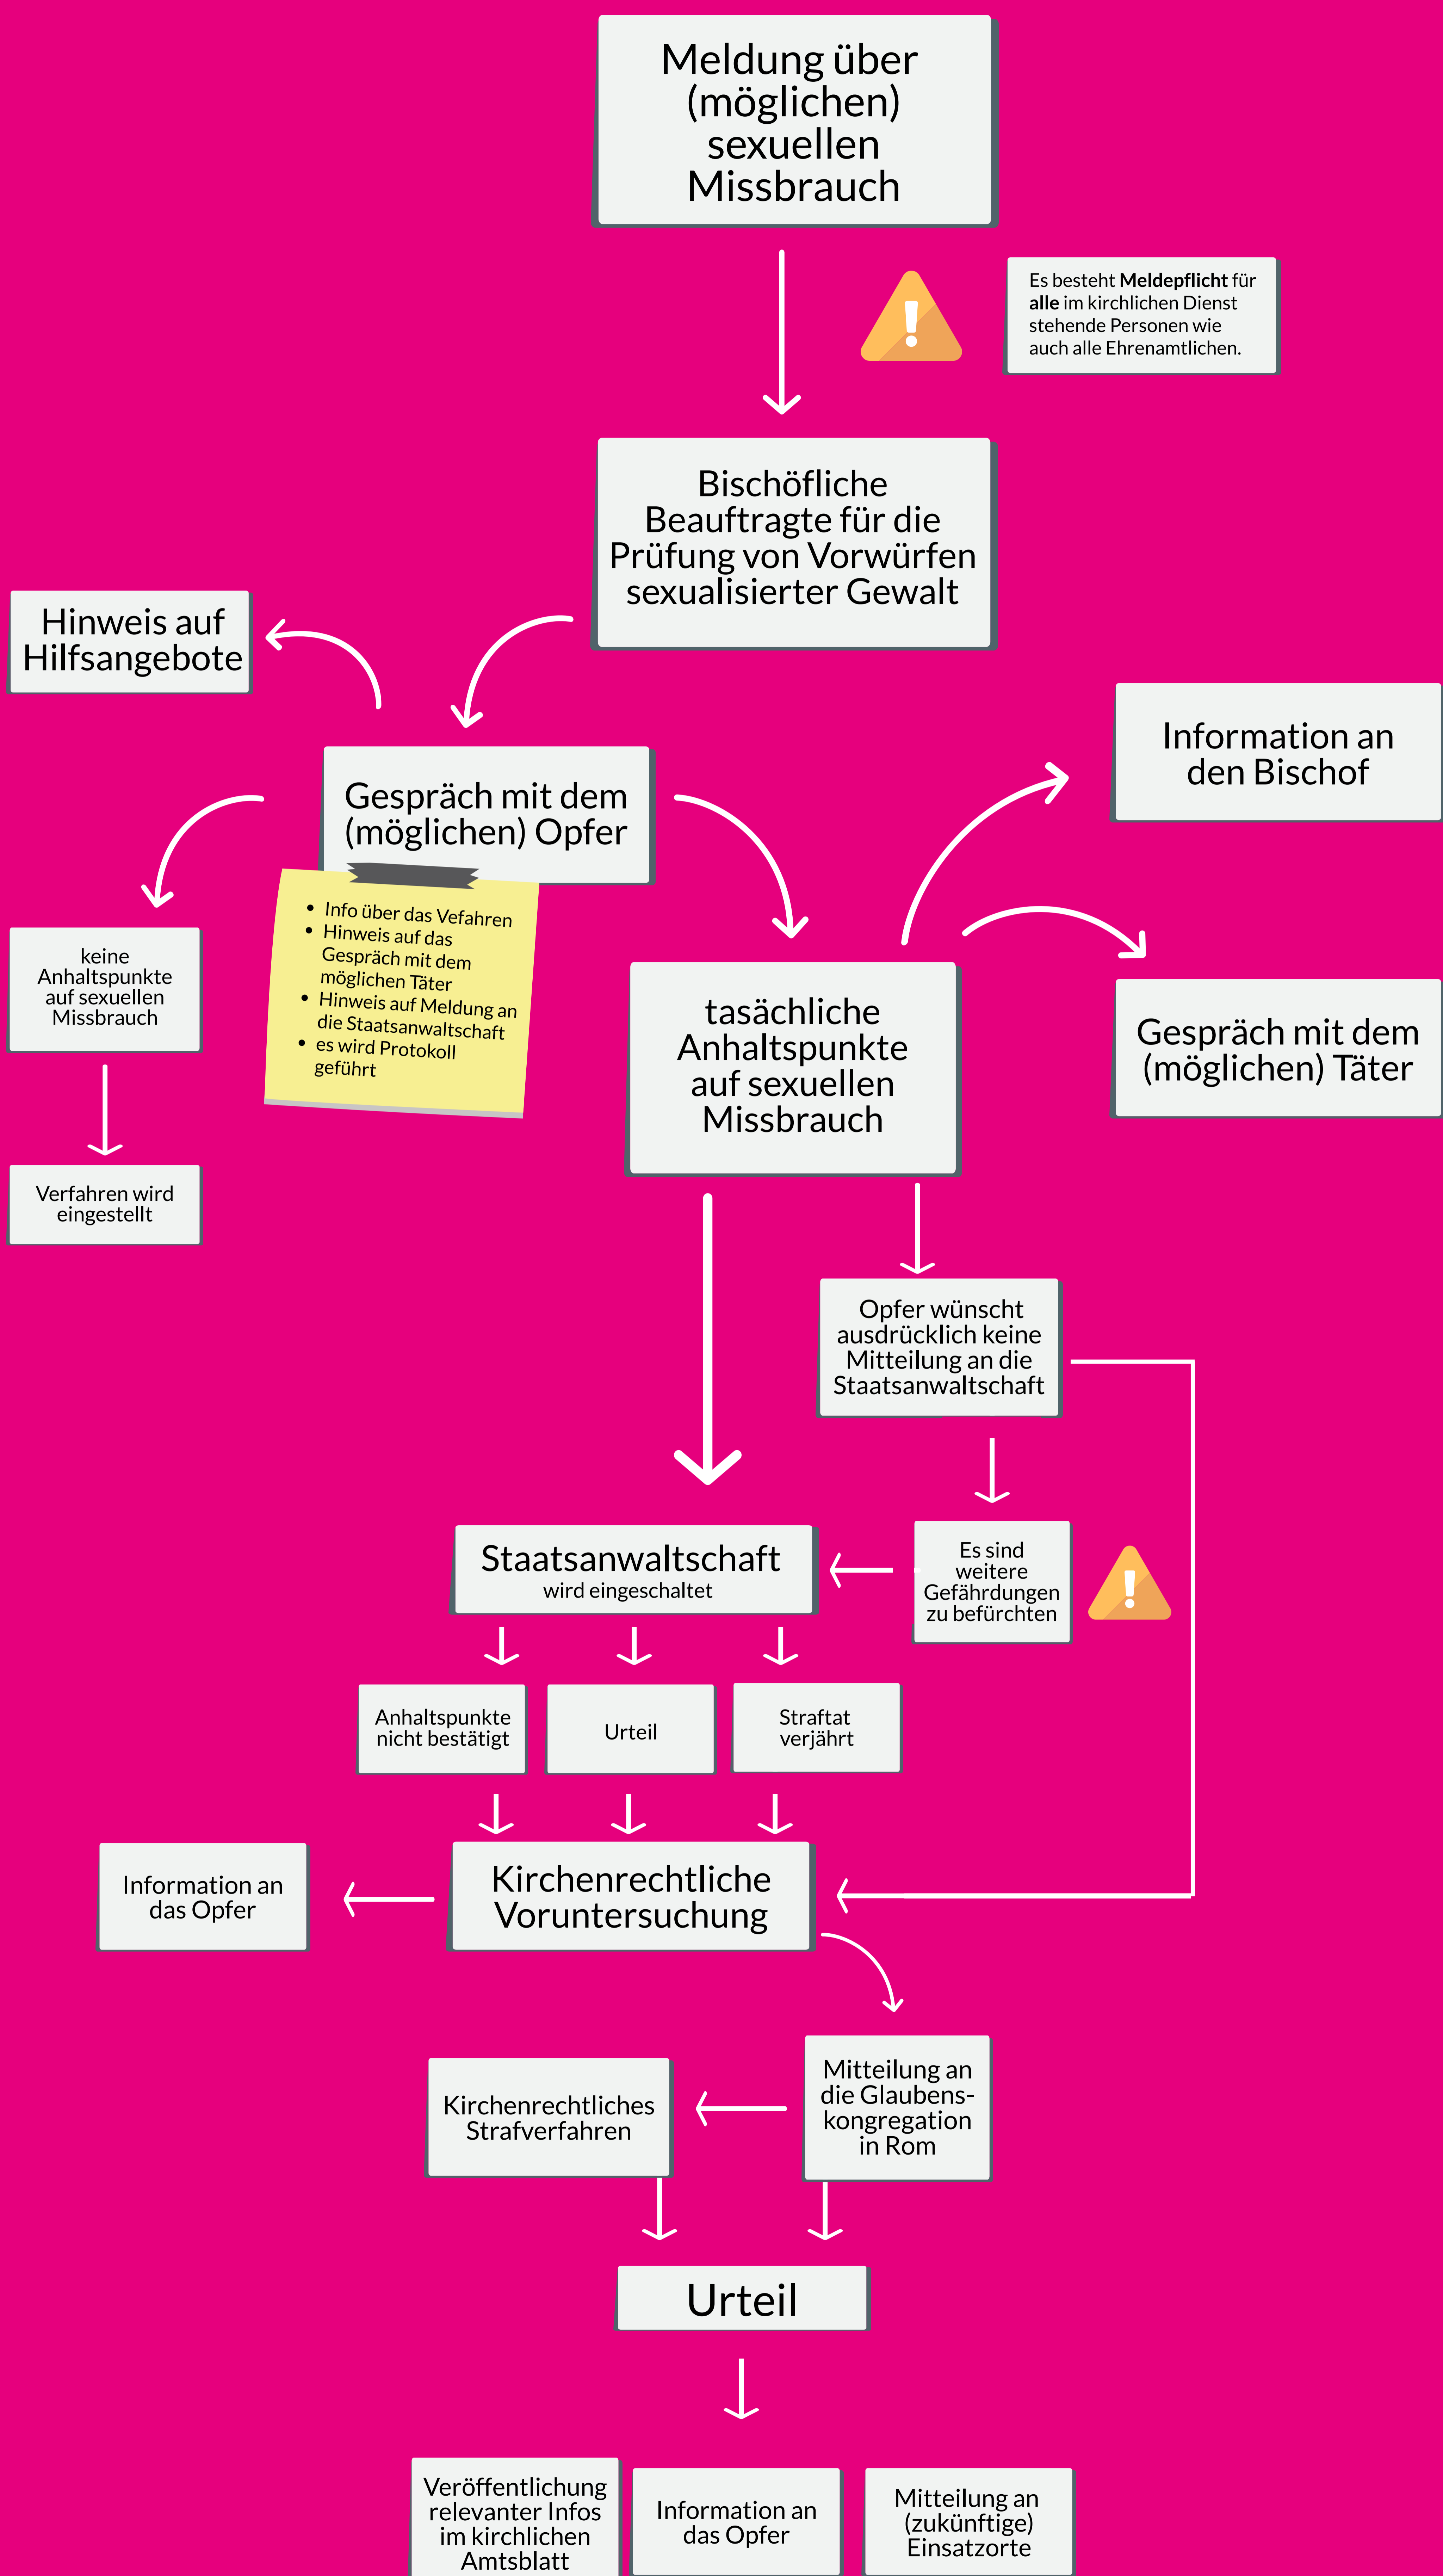 Meldung über
(möglichen)
sexuellen
Missbrauch
Es besteht Meldepflicht für
alle im kirchlichen Dienst
stehende Personen wie
auch alle Ehrenamtlichen.
Bischöfliche
Beauftragte für die
Prüfung von Vorwürfen
sexualisierter Gewalt
Hinweis auf
Hilfsangebote
Gespräch mit dem
(möglichen) Opfer
Information an
den Bischof
• Info über das Vefahren
• Hinweis auf das
Gespräch mit dem
möglichen Täter
• Hinweis auf Meldung an
die Staatsanwaltschaft
• es wird Protokoll
geführt
keine
Anhaltspunkte
auf sexuellen
Missbrauch
tasächliche
Anhaltspunkte
auf sexuellen
Missbrauch
Gespräch mit dem
(möglichen) Täter
Verfahren wird
eingestellt
Opfer wünscht
ausdrücklich keine
Mitteilung an die
Staatsanwaltschaft
Staatsanwaltschaft
wird eingeschaltet
Es sind
weitere
Gefährdungen
zu befürchten
Anhaltspunkte
nicht bestätigt
Urteil
Straftat
verjährt
Information an
das Opfer
Kirchenrechtliche
Voruntersuchung
Kirchenrechtliches
Strafverfahren
Mitteilung an
die Glaubens-
kongregation
in Rom
Urteil
Veröffentlichung
relevanter Infos
im kirchlichen
Amtsblatt
Information an
das Opfer
Mitteilung an
(zukünftige)
Einsatzorte